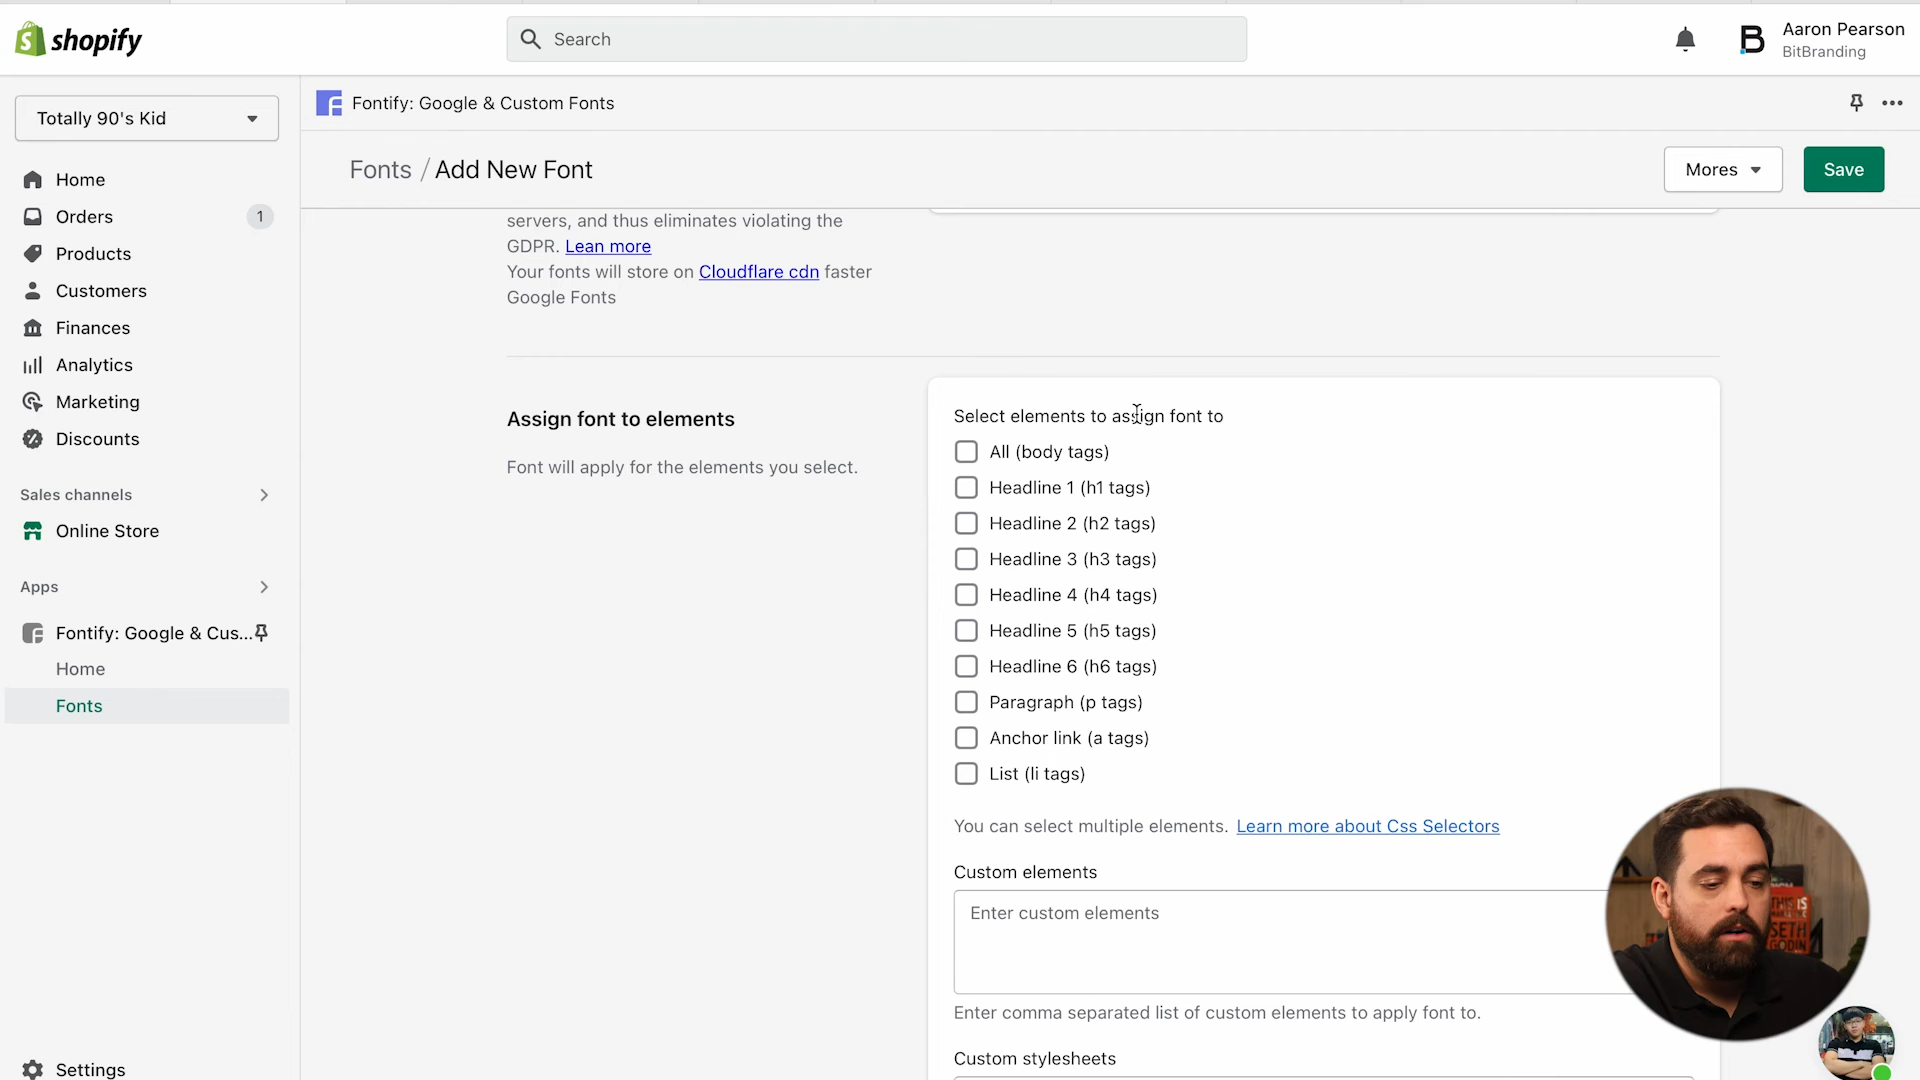 shopify
Search
Aaron Pearson
BitBranding
Totally 90's Kid
Fontify: Google & Custom Fonts
Fonts / Add New Font
Mores
Save
Home
Orders
1
Products
Customers
Finances
Analytics
Marketing
Discounts
Sales channels
Online Store
Apps
Fontify: Google & Cus...
Home
Fonts
Settings
servers, and thus eliminates violating the
GDPR. Lean more
Your fonts will store on Cloudflare cdn faster
Google Fonts
Assign font to elements
Font will apply for the elements you select.
Select elements to assign font to
All (body tags)
Headline 1 (h1 tags)
Headline 2 (h2 tags)
Headline 3 (h3 tags)
Headline 4 (h4 tags)
Headline 5 (h5 tags)
Headline 6 (h6 tags)
Paragraph (p tags)
Anchor link (a tags)
List (li tags)
You can select multiple elements. Learn more about Css Selectors
Custom elements
Enter custom elements
Enter comma separated list of custom elements to apply font to.
Custom stylesheets
THIS IS
SETH
GODIN